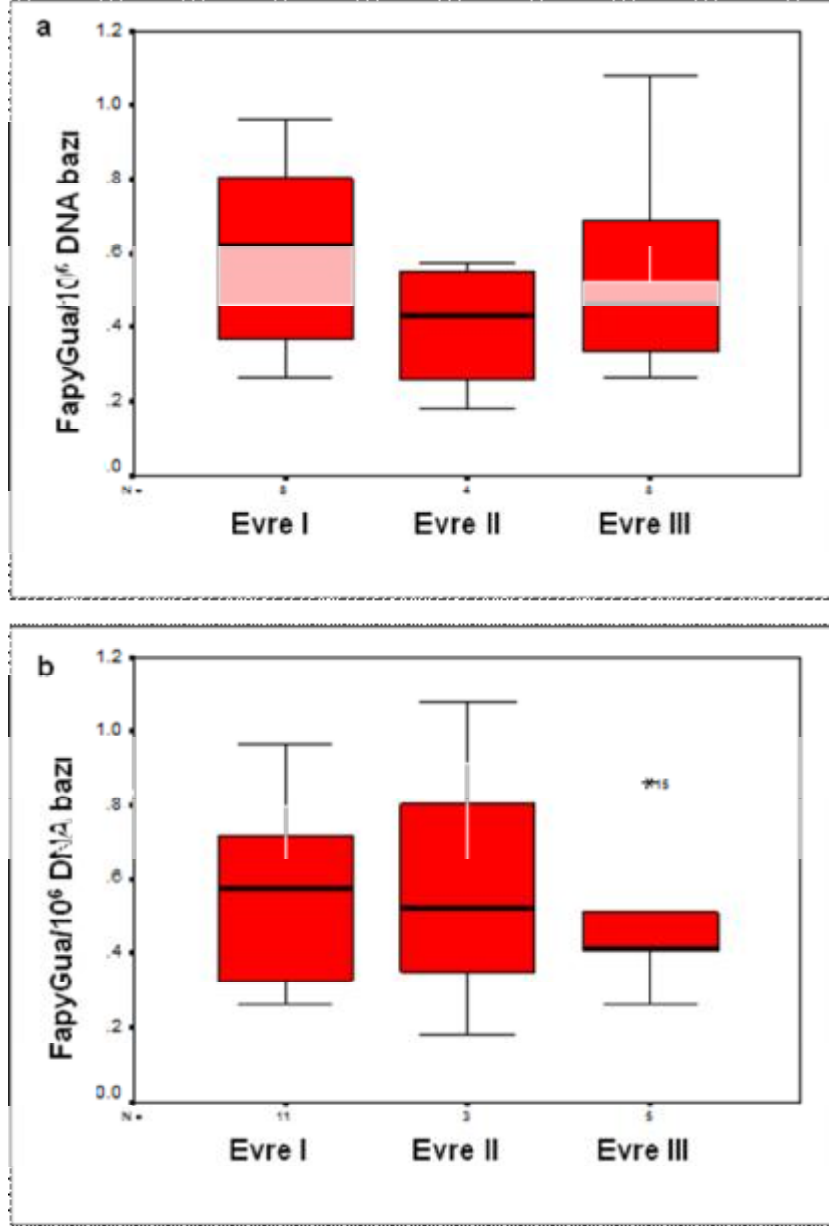 a
1.2
1.0
.8
.6
.4
.2
.0
FapyGua/10⁶ DNA bazı
N =
4
Evre I Evre II Evre III
b
1.2
1.0
.8
.6
.4
.2
0.0
FapyGua/10⁶ DNA bazı
15
N =
11 3 5
Evre I Evre II Evre III